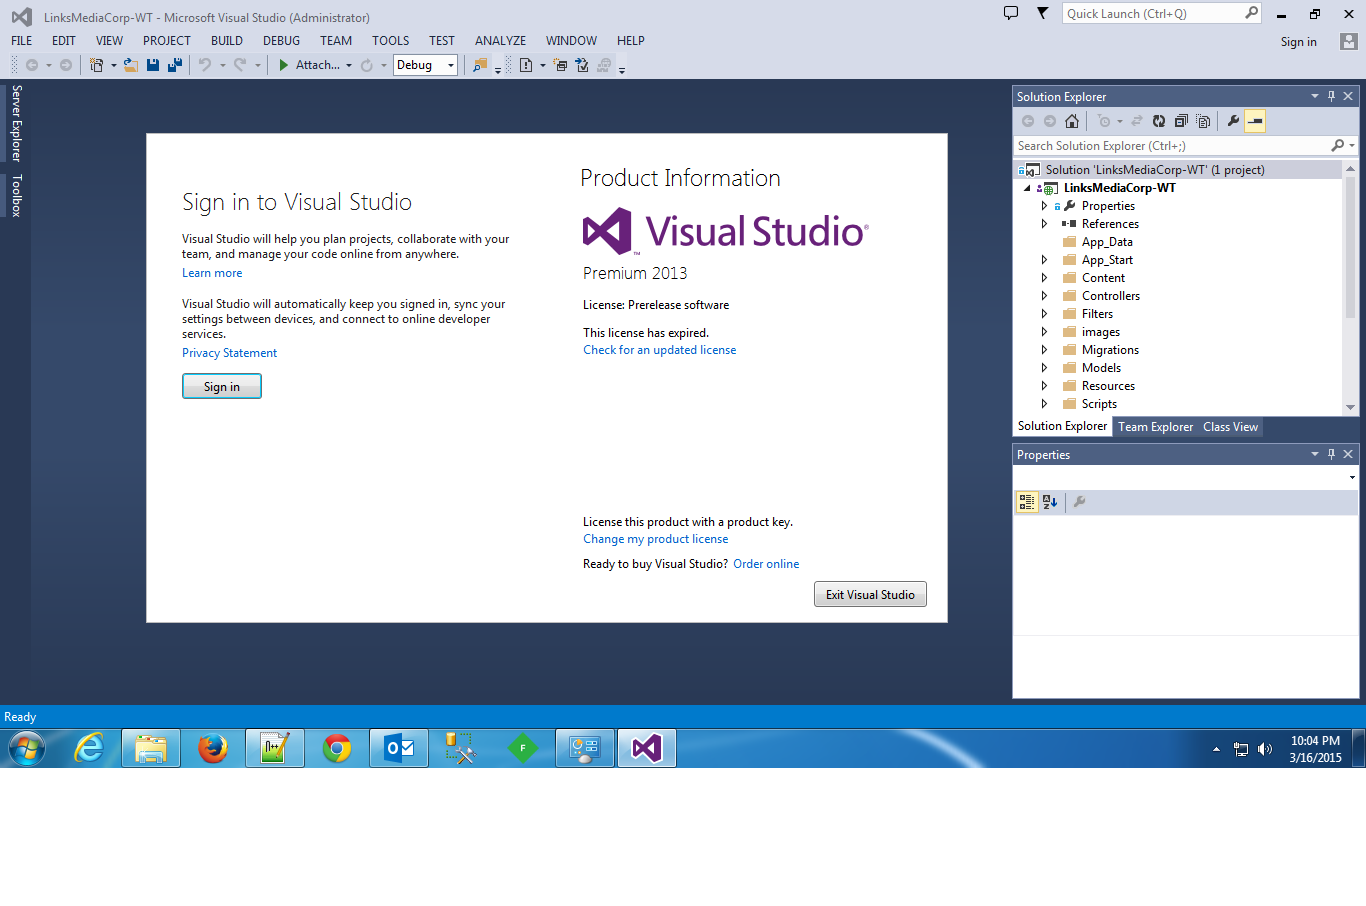 LinksMediaCorp-WT - Microsoft Visual Studio (Administrator)
Quick Launch (Ctrl+Q)
FILE EDIT VIEW PROJECT BUILD DEBUG TEAM TOOLS TEST ANALYZE WINDOW HELP
Sign in
Attach...
Debug
Server Explorer
Toolbox
Sign in to Visual Studio
Visual Studio will help you plan projects, collaborate with your
team, and manage your code online from anywhere.
Learn more
Visual Studio will automatically keep you signed in, sync your
settings between devices, and connect to online developer
services.
Privacy Statement
Sign in
Product Information
Visual Studio®
™
Premium 2013
License: Prerelease software
This license has expired.
Check for an updated license
License this product with a product key.
Change my product license
Ready to buy Visual Studio? Order online
Exit Visual Studio
Solution Explorer
Search Solution Explorer (Ctrl+;)
Solution 'LinksMediaCorp-WT' (1 project)
LinksMediaCorp-WT
Properties
References
App_Data
App_Start
Content
Controllers
Filters
images
Migrations
Models
Resources
Scripts
Solution Explorer Team Explorer Class View
Properties
Ready
10:04 PM
3/16/2015